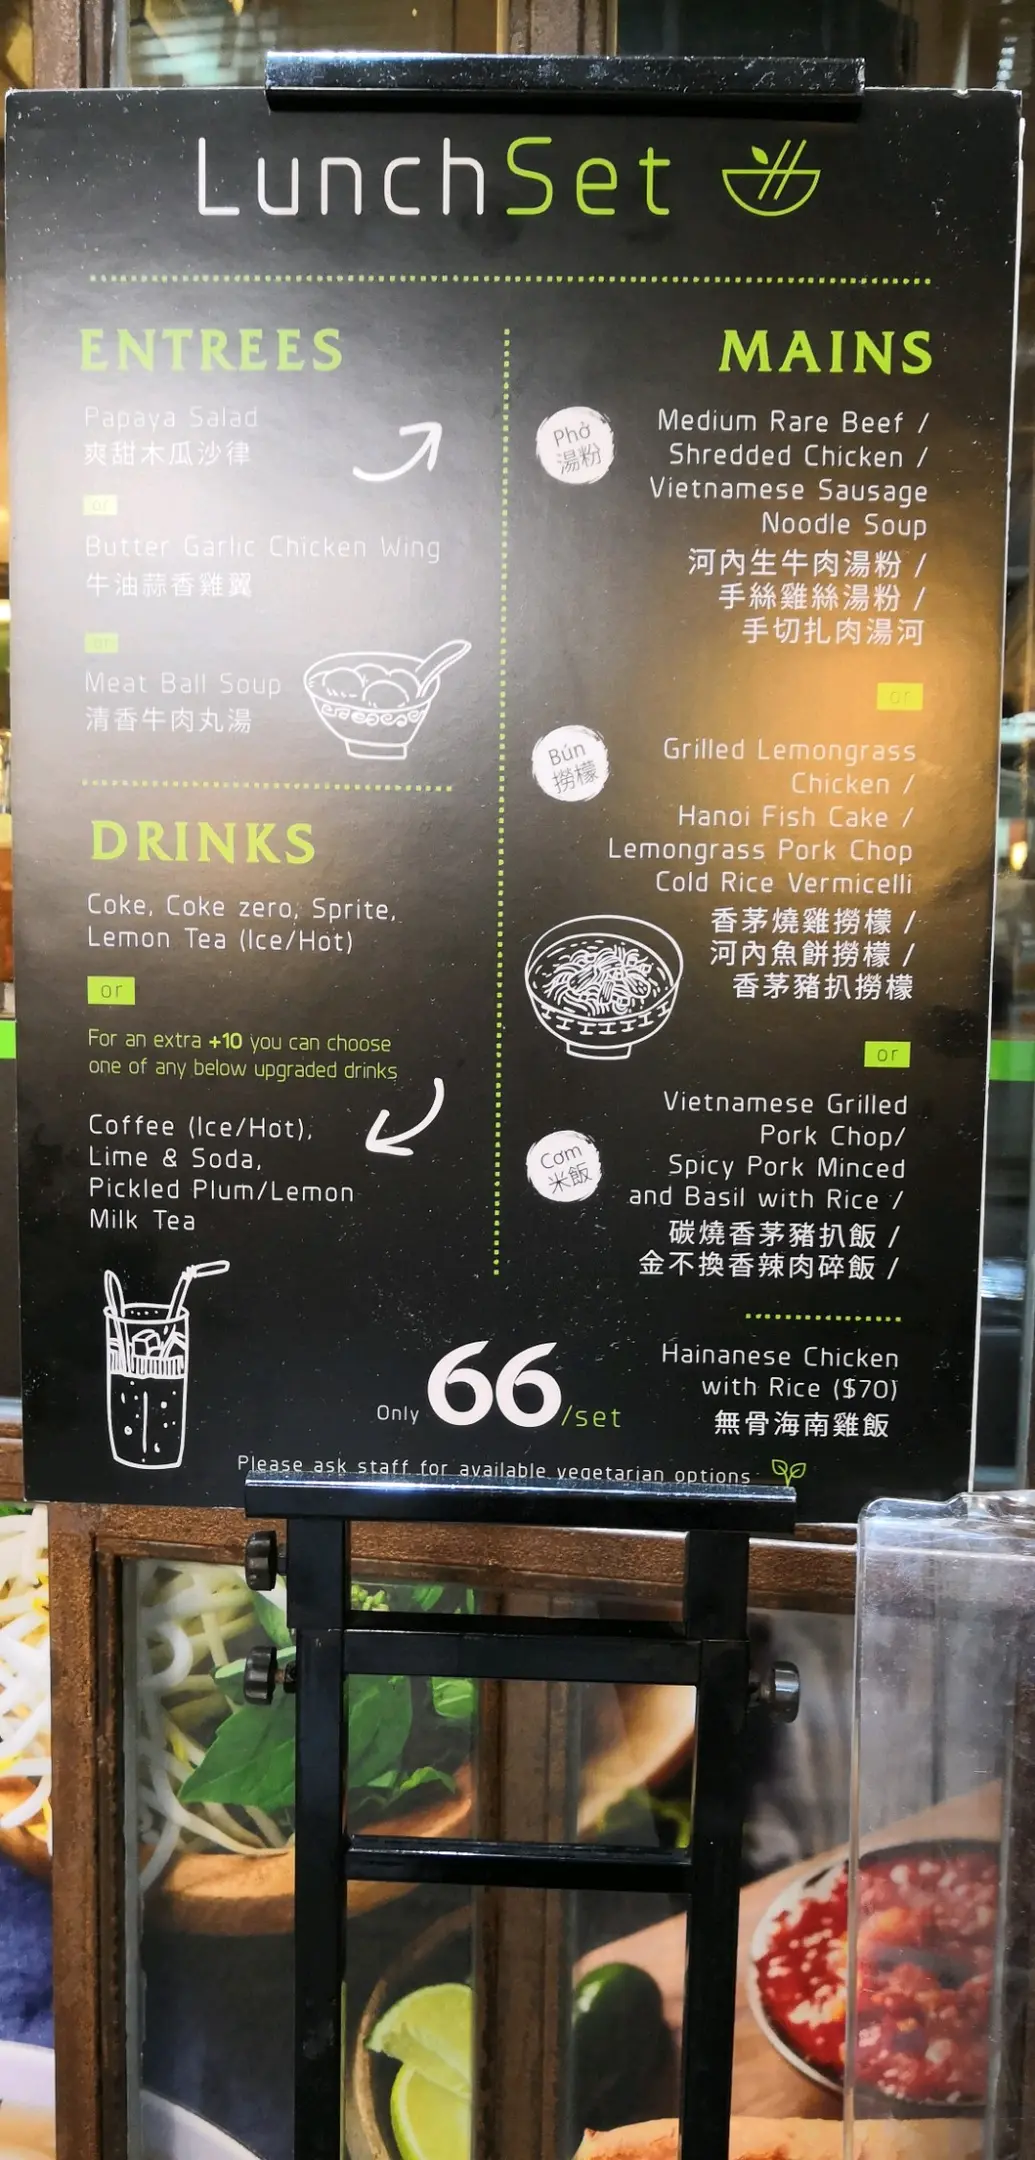 LunchSet
ENTREES
Papaya Salad
爽甜木瓜沙律
or
Butter Garlic Chicken Wing
牛油蒜香雞翼
or
Meat Ball Soup
清香牛肉丸湯
DRINKS
Coke, Coke zero, Sprite,
Lemon Tea (Ice/Hot)
or
For an extra +10 you can choose
one of any below upgraded drinks
Coffee (Ice/Hot),
Lime & Soda,
Pickled Plum/Lemon
Milk Tea
MAINS
Phở
湯粉
Medium Rare Beef /
Shredded Chicken /
Vietnamese Sausage
Noodle Soup
河內生牛肉湯粉 /
手絲雞絲湯粉 /
手切扎肉湯河
or
Bún
撈檬
Grilled Lemongrass
Chicken /
Hanoi Fish Cake /
Lemongrass Pork Chop
Cold Rice Vermicelli
香茅燒雞撈檬 /
河內魚餅撈檬 /
香茅豬扒撈檬
or
Cơm
米飯
Vietnamese Grilled
Pork Chop/
Spicy Pork Minced
and Basil with Rice /
碳燒香茅豬扒飯 /
金不換香辣肉碎飯 /
Hainanese Chicken
with Rice ($70)
無骨海南雞飯
Only 66/set
Please ask staff for available vegetarian options